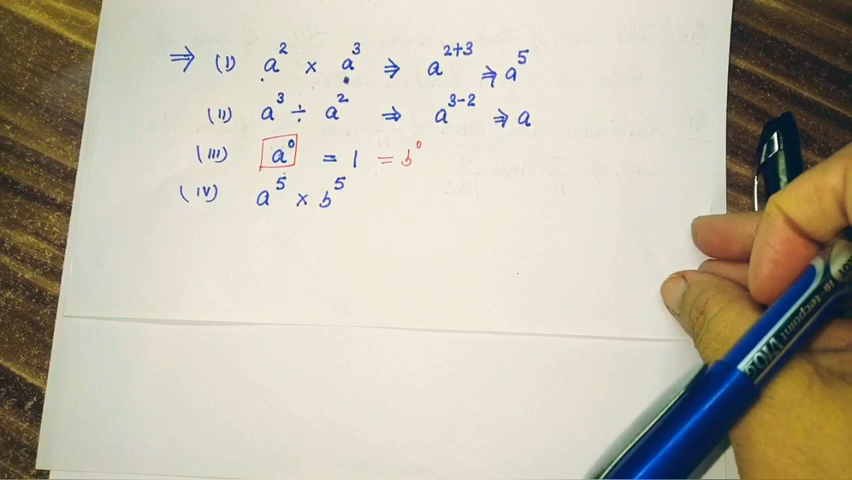 ⇒ (I) a² × a³ ⇒ a²⁺³ ⇒ a⁵
(II) a³ ÷ a² ⇒ a³⁻² ⇒ a
(III) a⁰ = 1 = b⁰
(IV) a⁵ × b⁵